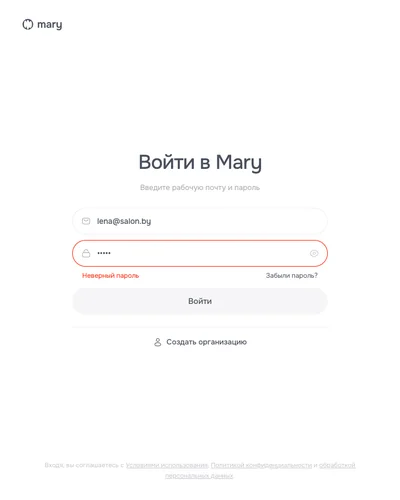 mary
Войти в Mary
Введите рабочую почту и пароль
lena@salon.by
•••••
Неверный пароль
Забыли пароль?
Войти
Создать организацию
Входя, вы соглашаетесь с Условиями использования, Политикой конфиденциальности и обработкой
персональных данных